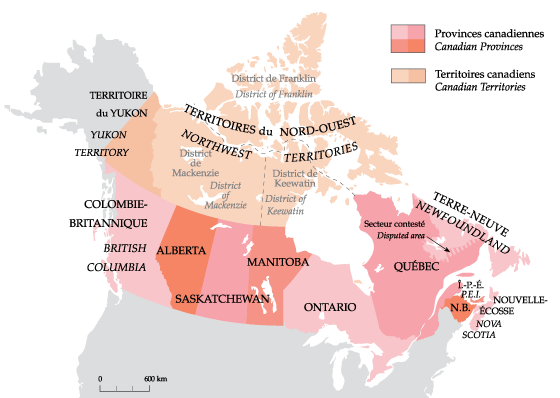 Provinces canadiennes
Canadian Provinces
Territoires canadiens
Canadian Territories
District de Franklin
District of Franklin
TERRITOIRE
du YUKON
YUKON
TERRITORY
TERRITOIRES du NORD-OUEST
NORTHWEST TERRITORIES
District
de
Mackenzie
District
of
Mackenzie
District de
Keewatin
District of
Keewatin
COLOMBIE-
BRITANNIQUE
BRITISH
COLUMBIA
ALBERTA
SASKATCHEWAN
MANITOBA
ONTARIO
QUÉBEC
Secteur contesté
Disputed area
TERRE-NEUVE
NEWFOUNDLAND
Î.-P.-É.
P.E.I.
N.B.
NOUVELLE-
ÉCOSSE
NOVA
SCOTIA
0 600 km